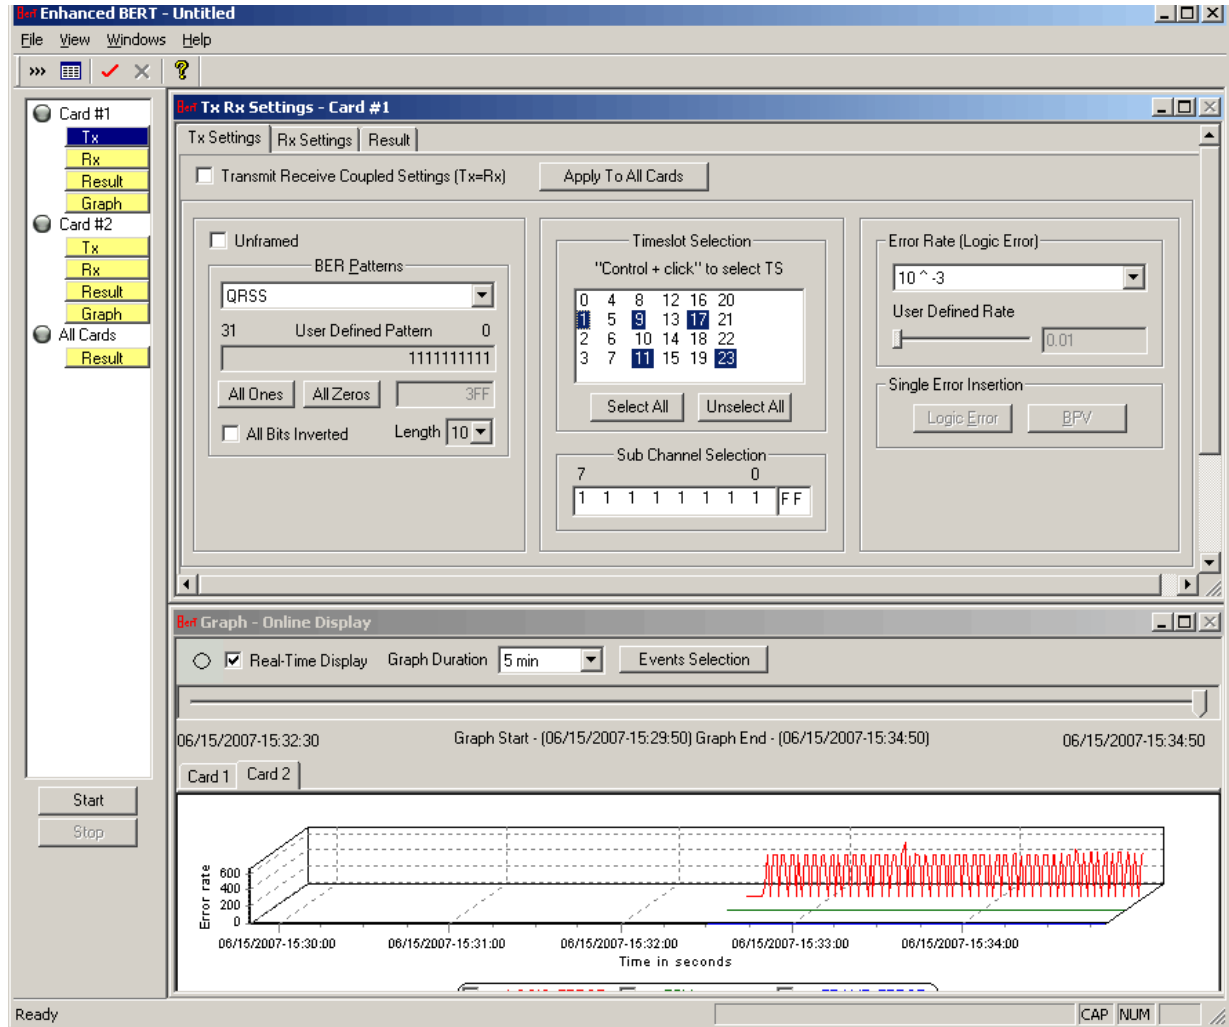 Bert Enhanced BERT - Untitled
File View Windows Help
Card #1
Tx
Rx
Result
Graph
Card #2
Tx
Rx
Result
Graph
All Cards
Result
Start
Stop
Bert Tx Rx Settings - Card #1
Tx Settings Rx Settings Result
Transmit Receive Coupled Settings (Tx=Rx) Apply To All Cards
Unframed
BER Patterns
QRSS
31 User Defined Pattern 0
1111111111
All Ones All Zeros 3FF
All Bits Inverted Length 10
Timeslot Selection
"Control + click" to select TS
0 4 8 12 16 20
1 5 9 13 17 21
2 6 10 14 18 22
3 7 11 15 19 23
Select All Unselect All
Sub Channel Selection
7 0
1 1 1 1 1 1 1 1 FF
Error Rate (Logic Error)
10 ^ -3
User Defined Rate
0.01
Single Error Insertion
Logic Error BPV
Bert Graph - Online Display
Real-Time Display Graph Duration 5 min Events Selection
06/15/2007-15:32:30 Graph Start - (06/15/2007-15:29:50) Graph End - (06/15/2007-15:34:50) 06/15/2007-15:34:50
Card 1 Card 2
Error rate
600
400
200
0
06/15/2007-15:30:00 06/15/2007-15:31:00 06/15/2007-15:32:00 06/15/2007-15:33:00 06/15/2007-15:34:00
Time in seconds
Ready CAP NUM